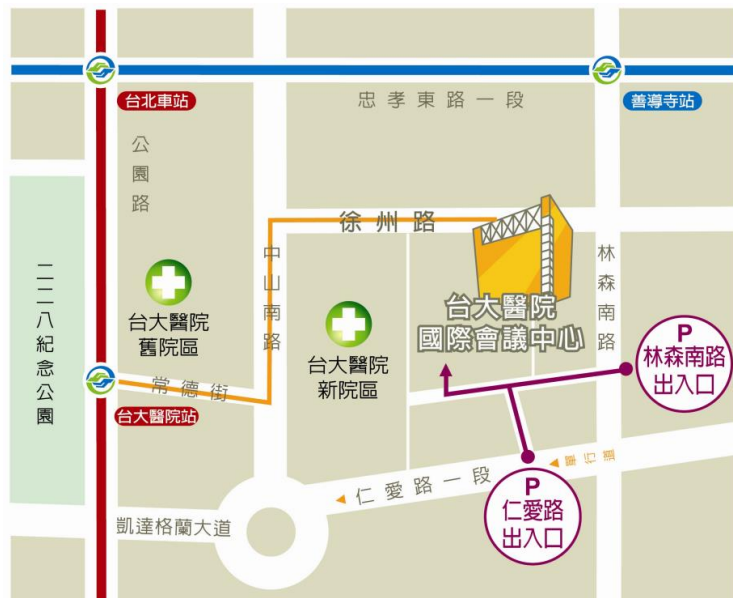 台北車站
忠孝東路一段
善導寺站
公園路
徐州路
中山南路
林森南路
二二八紀念公園
台大醫院
舊院區
台大醫院
新院區
台大醫院
國際會議中心
P
林森南路
出入口
常德街
台大醫院站
單行道
仁愛路一段
P
仁愛路
出入口
凱達格蘭大道